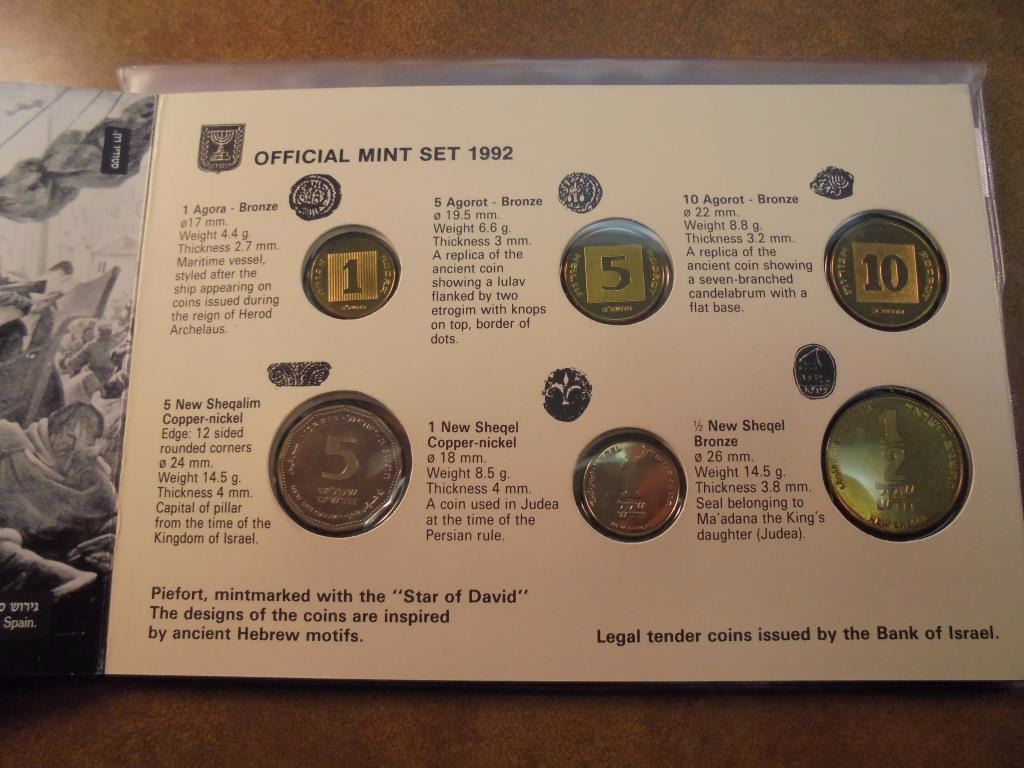 OFFICIAL MINT SET 1992
1 Agora - Bronze
ø17 mm.
Weight 4.4 g.
Thickness 2.7 mm.
Maritime vessel,
styled after the
ship appearing on
coins issued during
the reign of Herod
Archelaus.
1
5 Agorot - Bronze
ø 19.5 mm.
Weight 6.6 g.
Thickness 3 mm.
A replica of the
ancient coin
showing a lulav
flanked by two
etrogim with knops
on top, border of
dots.
5
10 Agorot - Bronze
ø 22 mm.
Weight 8.8 g.
Thickness 3.2 mm.
A replica of the
ancient coin showing
a seven-branched
candelabrum with a
flat base.
10
5 New Sheqalim
Copper-nickel
Edge: 12 sided
rounded corners
ø 24 mm.
Weight 14.5 g.
Thickness 4 mm.
Capital of pillar
from the time of the
Kingdom of Israel.
5
1 New Sheqel
Copper-nickel
ø 18 mm.
Weight 8.5 g.
Thickness 4 mm.
A coin used in Judea
at the time of the
Persian rule.
1
½ New Sheqel
Bronze
ø 26 mm.
Weight 14.5 g.
Thickness 3.8 mm.
Seal belonging to
Ma'adana the King's
daughter (Judea).
1
2
Piefort, mintmarked with the "Star of David"
The designs of the coins are inspired
by ancient Hebrew motifs.
Legal tender coins issued by the Bank of Israel.
גירוש
Spain.